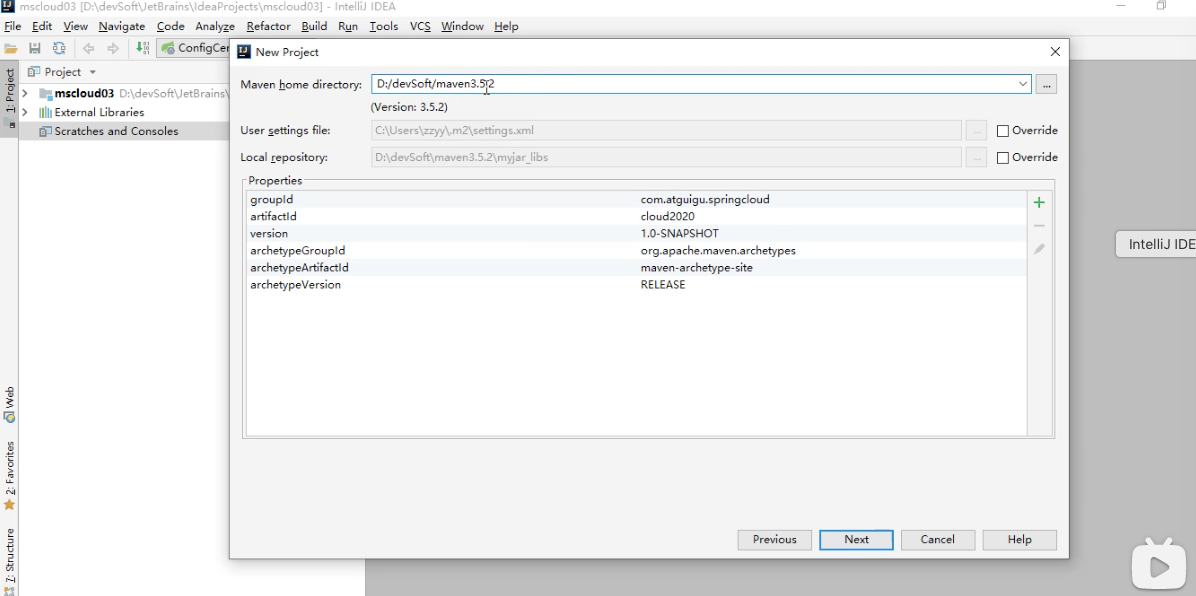 mscloud03 [D:\devSoft\JetBrains\IdeaProjects\mscloud03] - IntelliJ IDEA
File Edit View Navigate Code Analyze Refactor Build Run Tools VCS Window Help
ConfigCer
New Project
Project
1: Project
mscloud03 D:\devSoft\JetBrains\
External Libraries
Scratches and Consoles
Maven home directory: D:/devSoft/maven3.5.2 ...
(Version: 3.5.2)
User settings file: C:\Users\zzyy\.m2\settings.xml ... Override
Local repository: D:\devSoft\maven3.5.2\myjar_libs ... Override
Properties
groupId com.atguigu.springcloud
artifactId cloud2020
version 1.0-SNAPSHOT
archetypeGroupId org.apache.maven.archetypes
archetypeArtifactId maven-archetype-site
archetypeVersion RELEASE
IntelliJ IDE
Web
2: Favorites
7: Structure
Previous Next Cancel Help